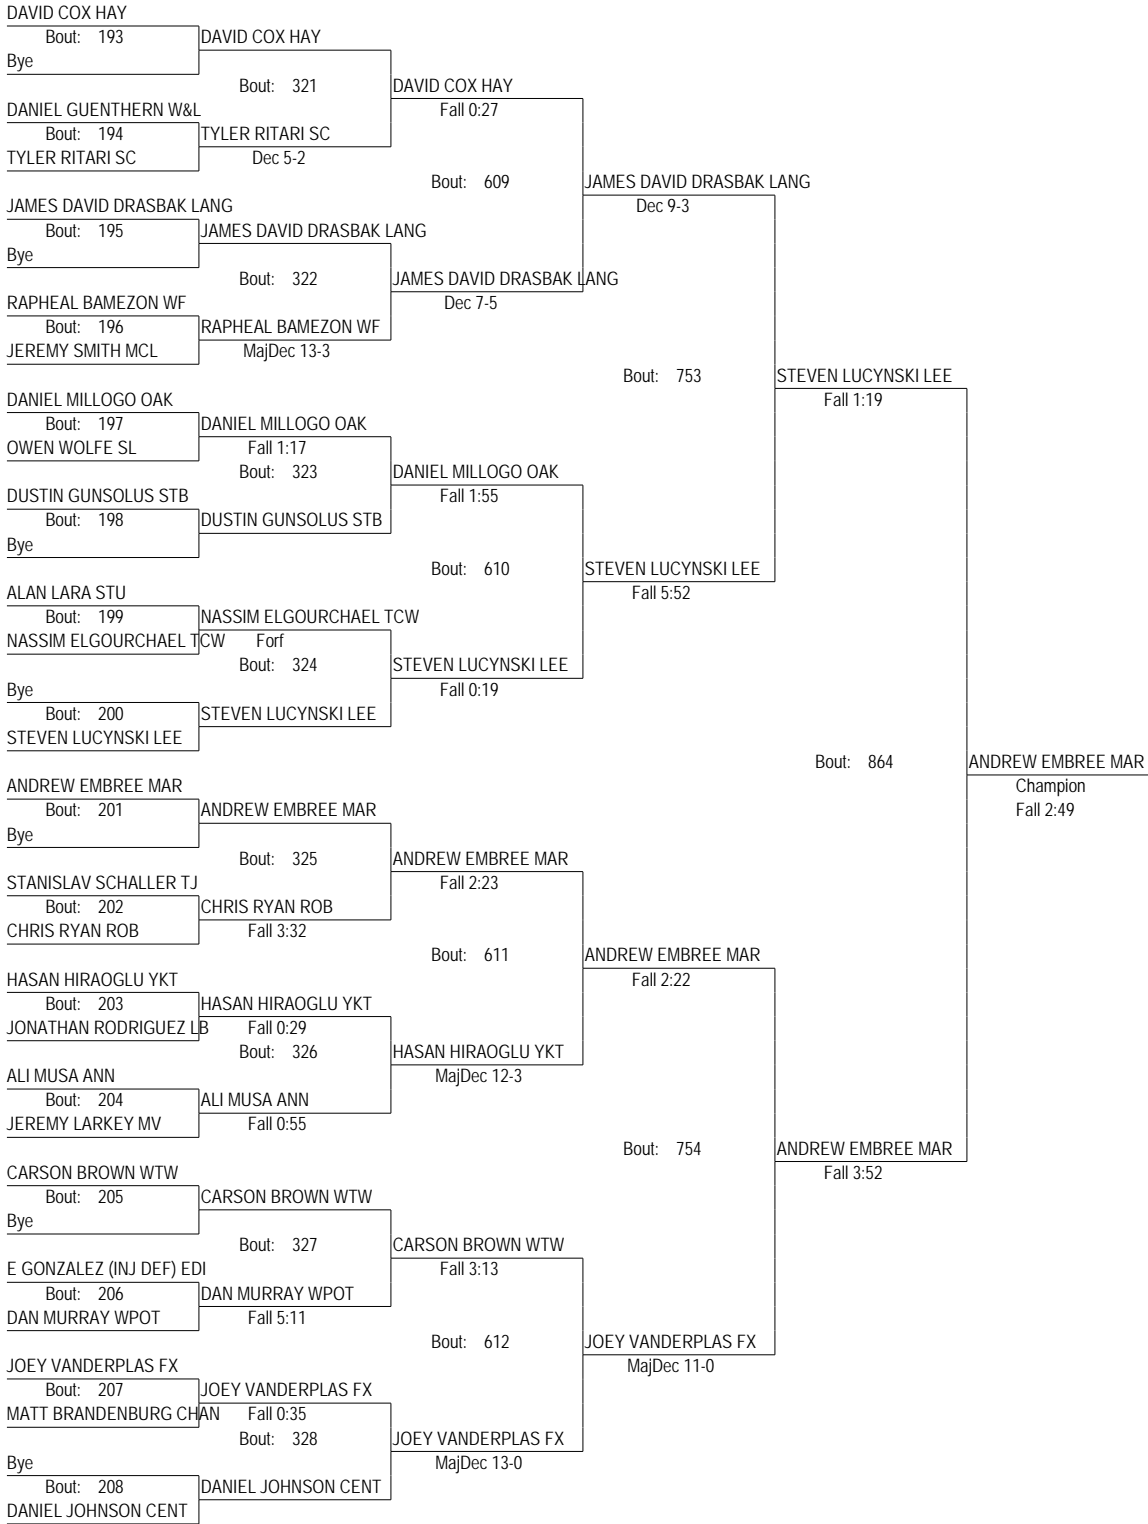 DAVID COX HAY
Bout: 193 DAVID COX HAY
Bye
Bout: 321 DAVID COX HAY
DANIEL GUENTHERN W&L Fall 0:27
Bout: 194 TYLER RITARI SC
TYLER RITARI SC Dec 5-2
Bout: 609 JAMES DAVID DRASBAK LANG
JAMES DAVID DRASBAK LANG Dec 9-3
Bout: 195 JAMES DAVID DRASBAK LANG
Bye
Bout: 322 JAMES DAVID DRASBAK LANG
RAPHEAL BAMEZON WF Dec 7-5
Bout: 196 RAPHEAL BAMEZON WF
JEREMY SMITH MCL MajDec 13-3
Bout: 753 STEVEN LUCYNSKI LEE
DANIEL MILLOGO OAK Fall 1:19
Bout: 197 DANIEL MILLOGO OAK
OWEN WOLFE SL Fall 1:17
Bout: 323 DANIEL MILLOGO OAK
DUSTIN GUNSOLUS STB Fall 1:55
Bout: 198 DUSTIN GUNSOLUS STB
Bye
Bout: 610 STEVEN LUCYNSKI LEE
ALAN LARA STU Fall 5:52
Bout: 199 NASSIM ELGOURCHAEL TCW
NASSIM ELGOURCHAEL TCW Forf
Bout: 324 STEVEN LUCYNSKI LEE
Bye Fall 0:19
Bout: 200 STEVEN LUCYNSKI LEE
STEVEN LUCYNSKI LEE
Bout: 864 ANDREW EMBREE MAR
ANDREW EMBREE MAR Champion
Bout: 201 ANDREW EMBREE MAR Fall 2:49
Bye
Bout: 325 ANDREW EMBREE MAR
STANISLAV SCHALLER TJ Fall 2:23
Bout: 202 CHRIS RYAN ROB
CHRIS RYAN ROB Fall 3:32
Bout: 611 ANDREW EMBREE MAR
HASAN HIRAOGLU YKT Fall 2:22
Bout: 203 HASAN HIRAOGLU YKT
JONATHAN RODRIGUEZ LB Fall 0:29
Bout: 326 HASAN HIRAOGLU YKT
ALI MUSA ANN MajDec 12-3
Bout: 204 ALI MUSA ANN
JEREMY LARKEY MV Fall 0:55
Bout: 754 ANDREW EMBREE MAR
CARSON BROWN WTW Fall 3:52
Bout: 205 CARSON BROWN WTW
Bye
Bout: 327 CARSON BROWN WTW
E GONZALEZ (INJ DEF) EDI Fall 3:13
Bout: 206 DAN MURRAY WPOT
DAN MURRAY WPOT Fall 5:11
Bout: 612 JOEY VANDERPLAS FX
JOEY VANDERPLAS FX MajDec 11-0
Bout: 207 JOEY VANDERPLAS FX
MATT BRANDENBURG CHAN Fall 0:35
Bout: 328 JOEY VANDERPLAS FX
Bye MajDec 13-0
Bout: 208 DANIEL JOHNSON CENT
DANIEL JOHNSON CENT